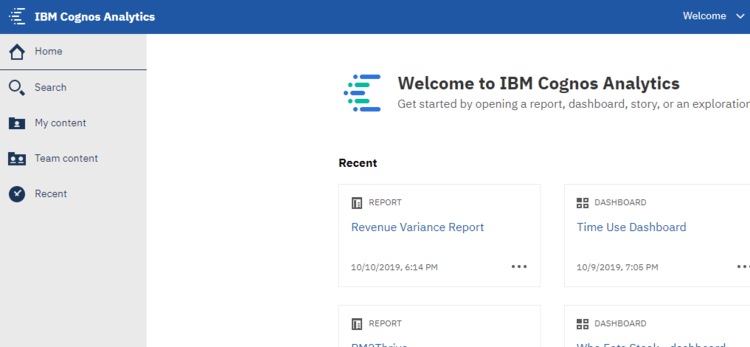 IBM Cognos Analytics
Welcome
Home
Search
My content
Team content
Recent
Welcome to IBM Cognos Analytics
Get started by opening a report, dashboard, story, or an exploration
Recent
REPORT
Revenue Variance Report
10/10/2019, 6:14 PM
DASHBOARD
Time Use Dashboard
10/9/2019, 7:05 PM
REPORT
DASHBOARD